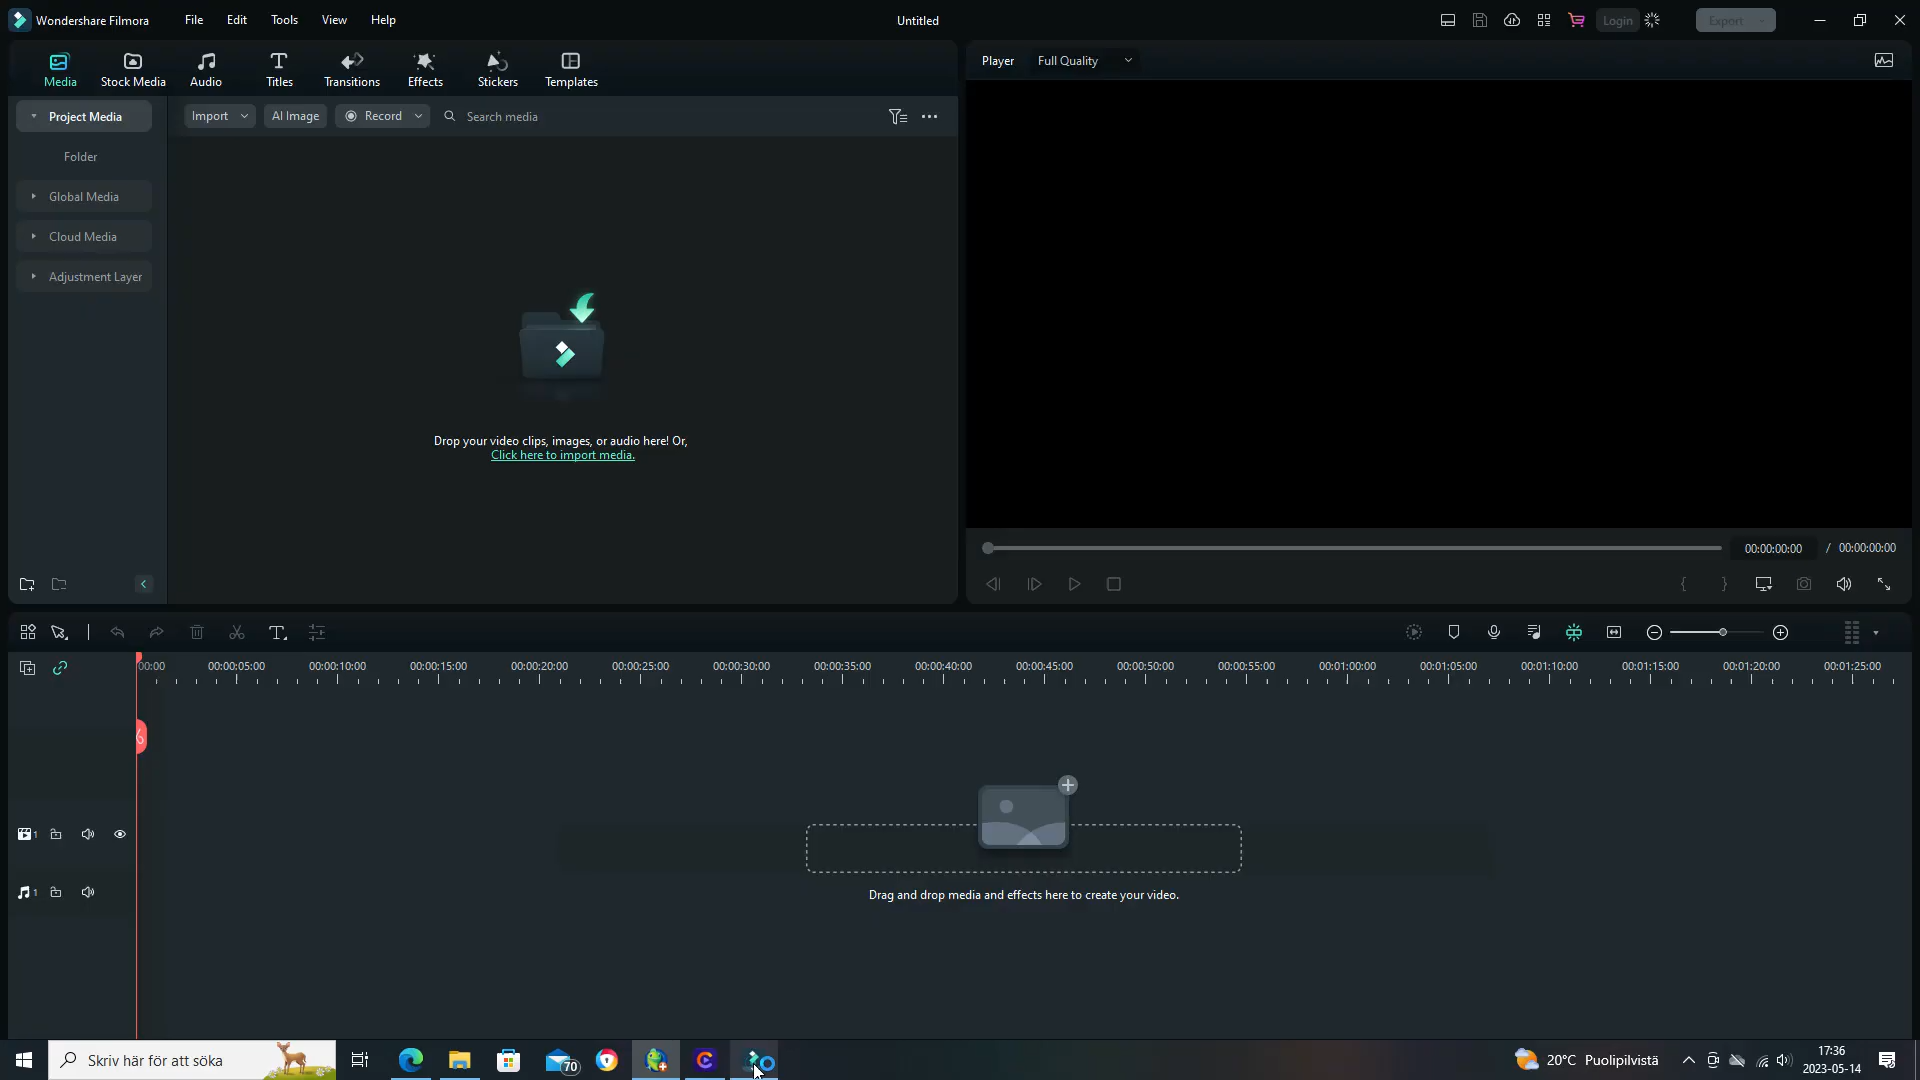 Wondershare Filmora File Edit Tools View Help Untitled Login Export
Media Stock Media Audio Titles Transitions Effects Stickers Templates
Player Full Quality
Project Media Import AI Image Record Search media
Folder
Global Media
Cloud Media
Adjustment Layer
Drop your video clips, images, or audio here! Or,
Click here to import media.
00:00:00:00 / 00:00:00:00
00:00 00:00:05:00 00:00:10:00 00:00:15:00 00:00:20:00 00:00:25:00 00:00:30:00 00:00:35:00 00:00:40:00 00:00:45:00 00:00:50:00 00:00:55:00 00:01:00:00 00:01:05:00 00:01:10:00 00:01:15:00 00:01:20:00 00:01:25:00
1
1
Drag and drop media and effects here to create your video.
Skriv här för att söka 70 20°C Puolipilvistä 17:36
2023-05-14